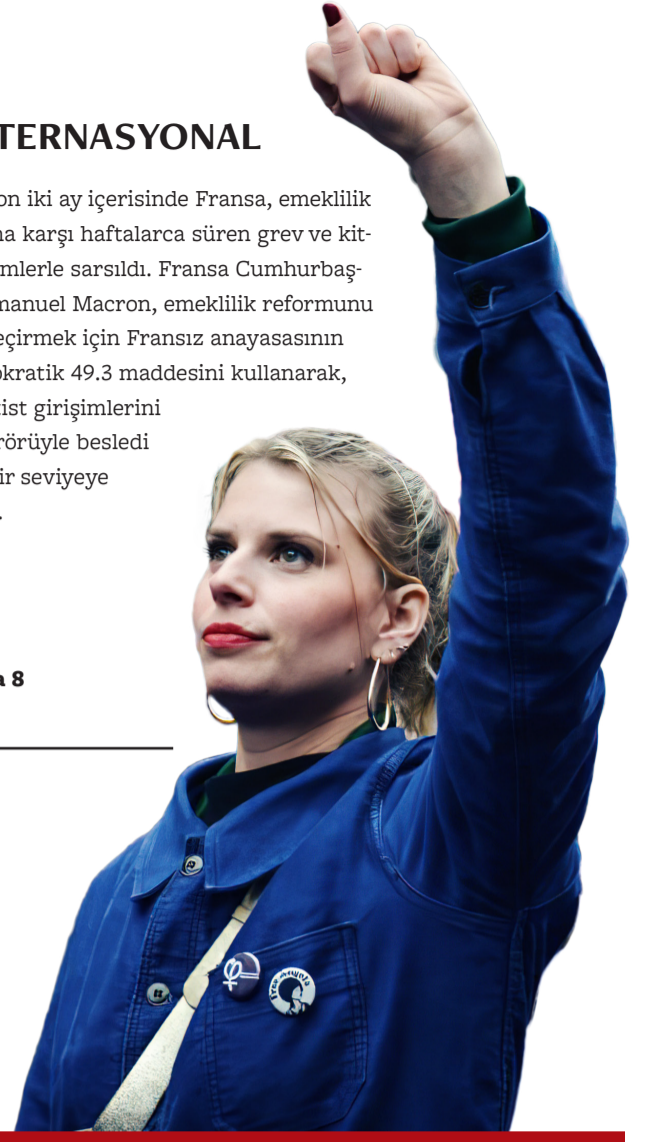 TERNASYONAL
on iki ay içerisinde Fransa, emeklilik
na karşı haftalarca süren grev ve kit-
mlerle sarsıldı. Fransa Cumhurbaş-
manuel Macron, emeklilik reformunu
eçirmek için Fransız anayasasının
okratik 49.3 maddesini kullanarak,
ist girişimlerini
rörüyle besledi
ir seviyeye
.
a 8
Free